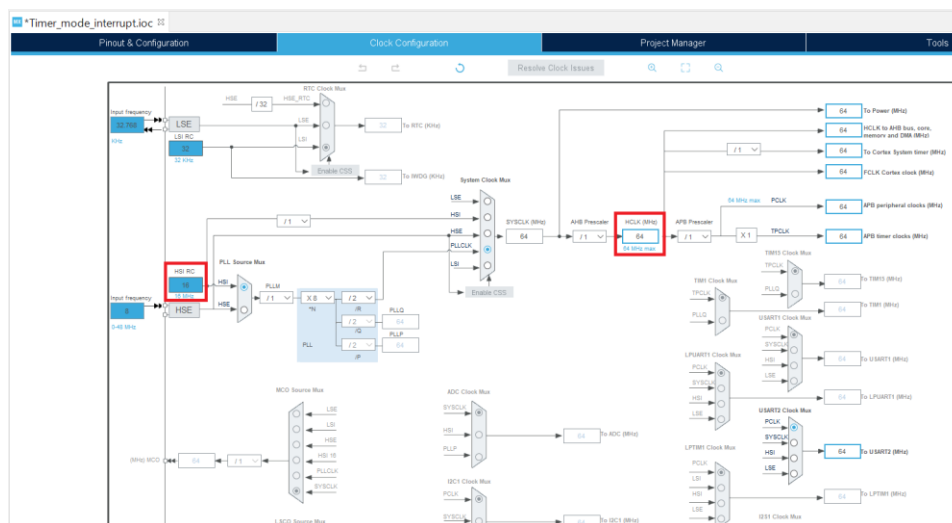 *Timer_mode_interrupt.ioc
Pinout & Configuration
Clock Configuration
Project Manager
Tools
Resolve Clock Issues
RTC Clock Mux
HSE
/ 32
HSE_RTC
LSE
LSI
32
To RTC (KHz)
Enable CSS
32
To IWDG (KHz)
Input frequency
32.768
KHz
LSE
LSI RC
32
32 KHz
System Clock Mux
LSE
HSI
HSE
PLLCLK
LSI
Enable CSS
/ 1
HSI RC
16
16 MHz
PLL Source Mux
HSI
HSE
Input frequency
8
0-48 MHz
HSE
PLLM
/ 1
X 8
*N
/ 2
/R
/ 2
/Q
/ 2
/P
PLL
PLLQ
64
PLLP
64
SYSCLK (MHz)
64
AHB Prescaler
/ 1
HCLK (MHz)
64
64 MHz max
APB Prescaler
/ 1
64
To Power (MHz)
64
HCLK to AHB bus, core,
memory and DMA (MHz)
/ 1
64
To Cortex System timer (MHz)
64
FCLK Cortex clock (MHz)
64 MHz max
PCLK
64
APB peripheral clocks (MHz)
X 1
TPCLK
64
APB timer clocks (MHz)
TIM15 Clock Mux
TPCLK
PLLQ
64
To TIM15 (MHz)
TIM1 Clock Mux
TPCLK
PLLQ
64
To TIM1 (MHz)
USART1 Clock Mux
PCLK
SYSCLK
HSI
LSE
64
To USART1 (MHz)
LPUART1 Clock Mux
PCLK
SYSCLK
HSI
LSE
64
To LPUART1 (MHz)
USART2 Clock Mux
PCLK
SYSCLK
HSI
LSE
64
To USART2 (MHz)
MCO Source Mux
LSE
LSI
HSE
HSI 16
PLLCLK
SYSCLK
(MHz) MCO
64
/ 1
ADC Clock Mux
SYSCLK
HSI
PLLP
64
To ADC (MHz)
LPTIM1 Clock Mux
PCLK
LSI
HSI
LSE
64
To LPTIM1 (MHz)
I2C1 Clock Mux
PCLK
SYSCLK
64
To I2C1 (MHz)
LSCO Source Mux
I2S1 Clock Mux